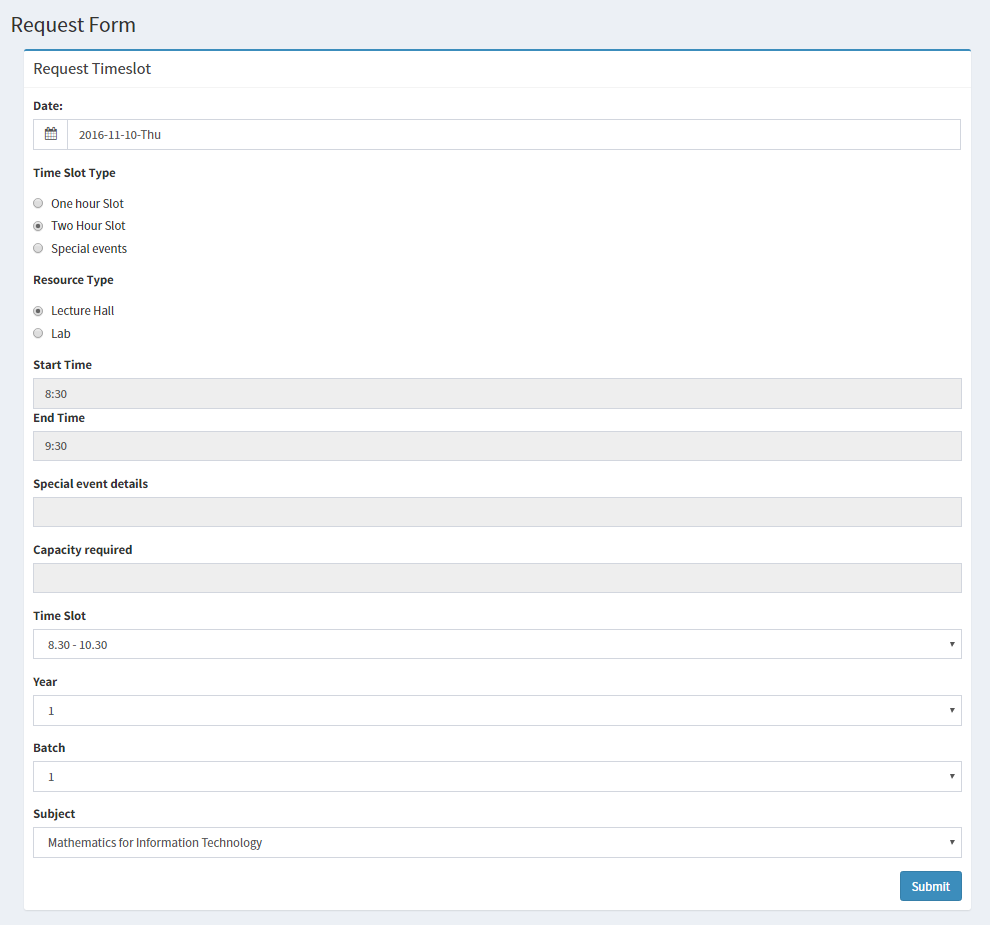 Request Form
Request Timeslot
Date:
2016-11-10-Thu
Time Slot Type
One hour Slot
Two Hour Slot
Special events
Resource Type
Lecture Hall
Lab
Start Time
8:30
End Time
9:30
Special event details
Capacity required
Time Slot
8.30 - 10.30
Year
1
Batch
1
Subject
Mathematics for Information Technology
Submit